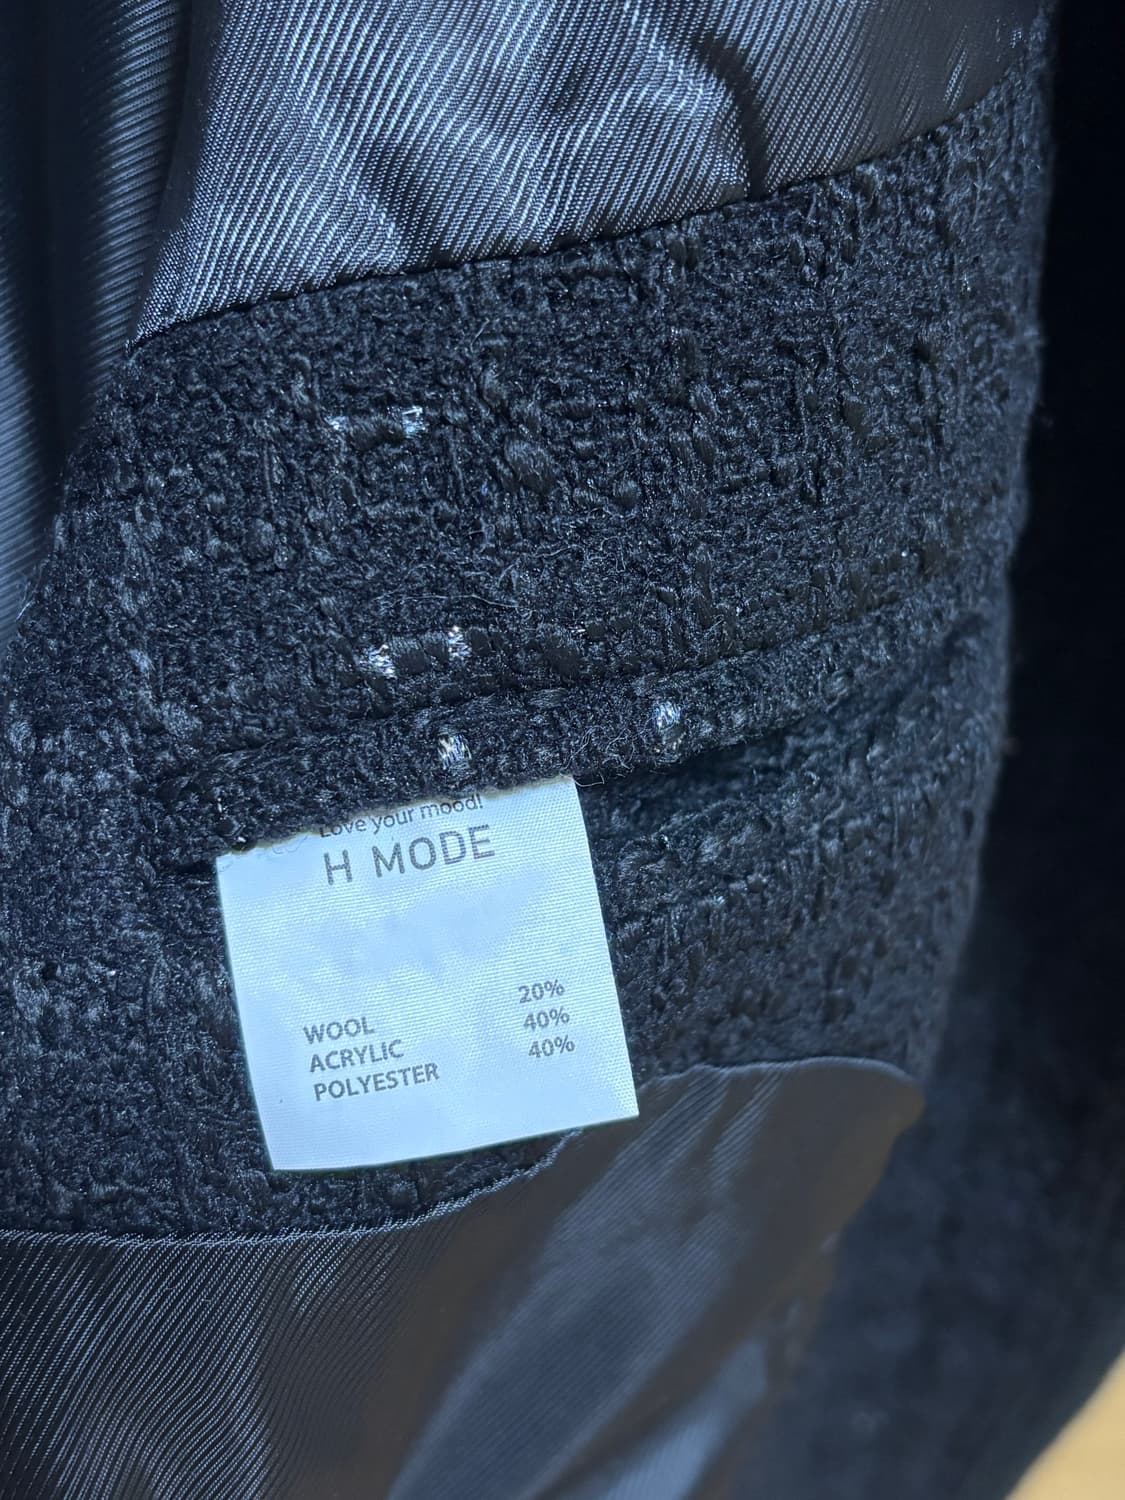 Love your mood!
H MODE
WOOL 20%
ACRYLIC 40%
POLYESTER 40%